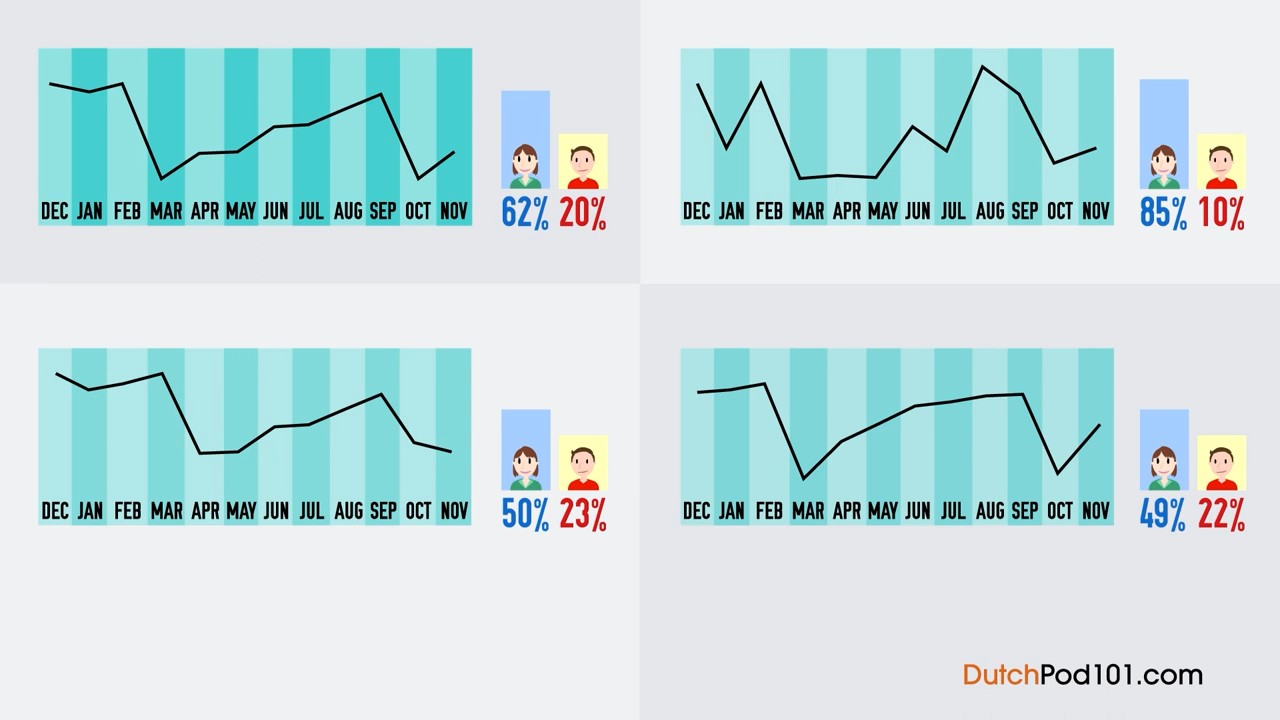 DEC JAN FEB MAR APR MAY JUN JUL AUG SEP OCT NOV
62% 20%
DEC JAN FEB MAR APR MAY JUN JUL AUG SEP OCT NOV
85% 10%
DEC JAN FEB MAR APR MAY JUN JUL AUG SEP OCT NOV
50% 23%
DEC JAN FEB MAR APR MAY JUN JUL AUG SEP OCT NOV
49% 22%
DutchPod101.com